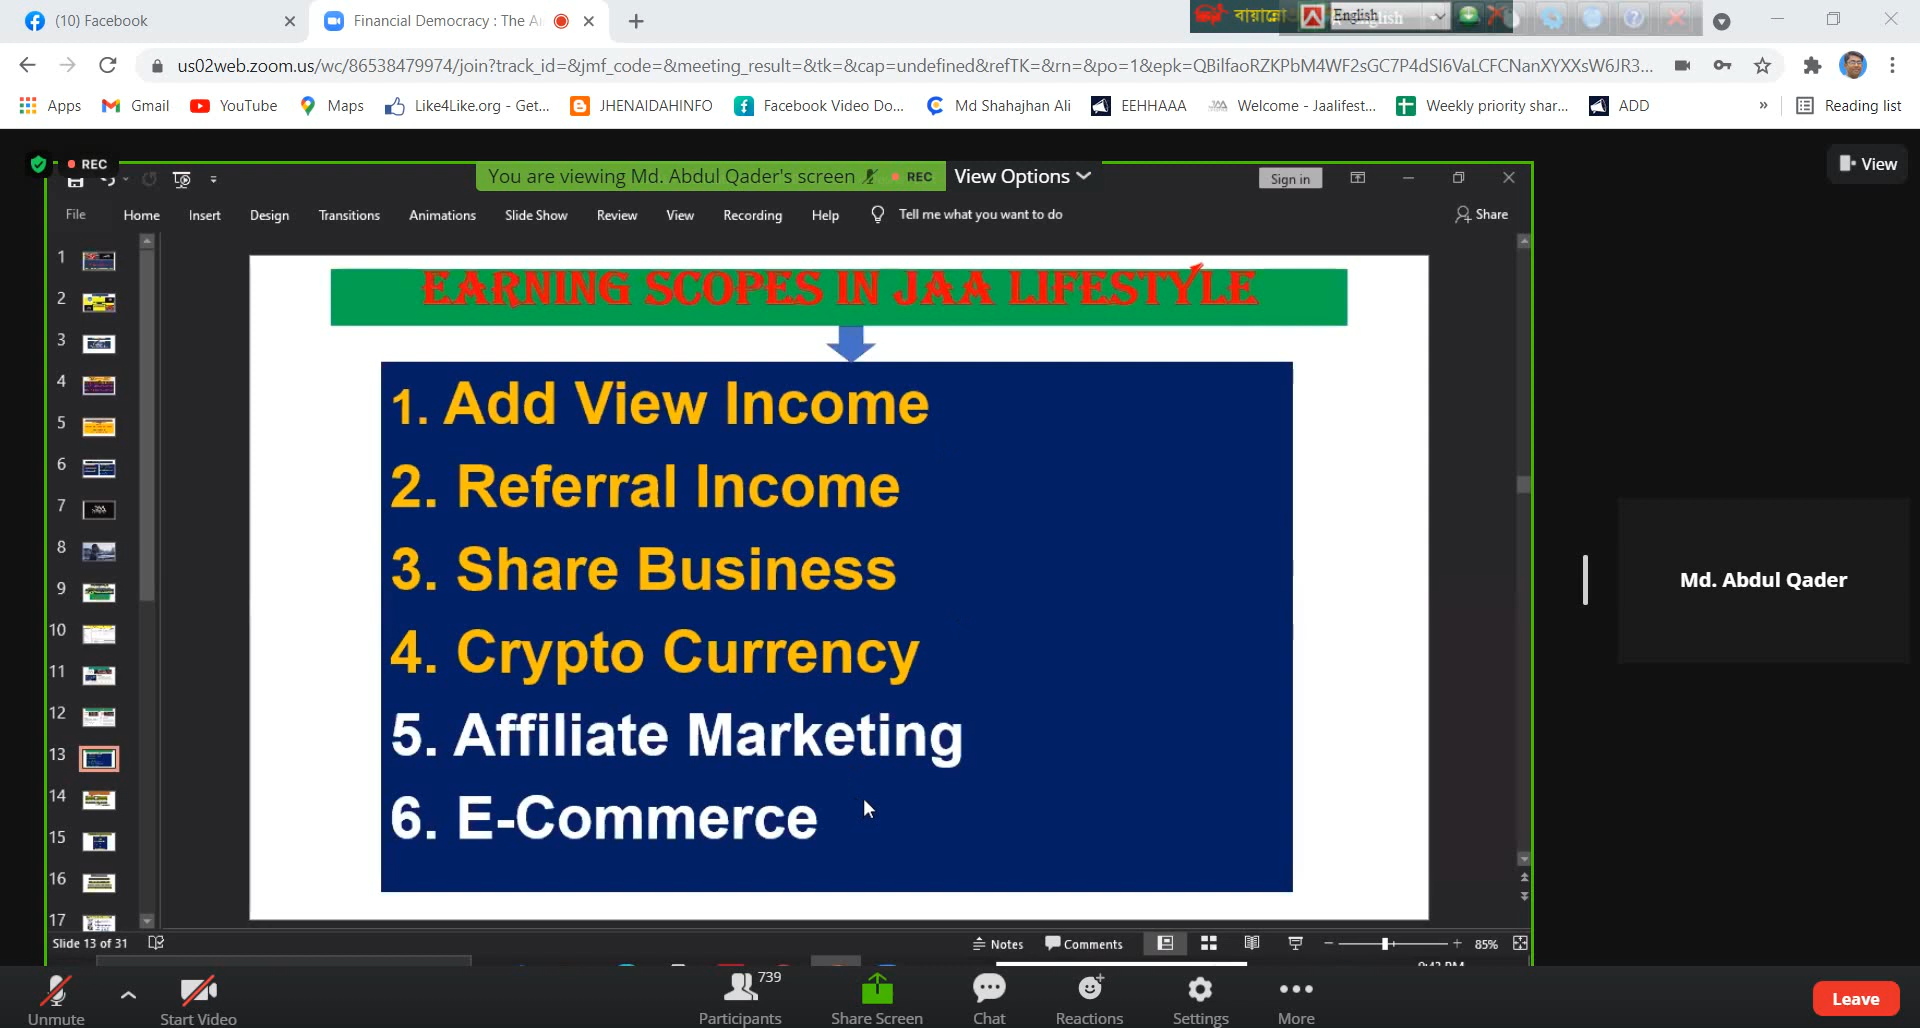 (10) Facebook
Financial Democracy : The A
বায়ান্নো
English
us02web.zoom.us/wc/86538479974/join?track_id=&jmf_code=&meeting_result=&tk=&cap=undefined&refTK=&rn=&po=1&epk=QBilfaoRZKPbM4WF2sGC7P4dSI6VaLCFCNanXYXXsW6JR3...
Apps Gmail YouTube Maps Like4Like.org - Get... JHENAIDAHINFO Facebook Video Do... Md Shahajhan Ali EEHHAAA Welcome - Jaalifest... Weekly priority shar... ADD » Reading list
REC
You are viewing Md. Abdul Qader's screen REC View Options
Sign in
View
File Home Insert Design Transitions Animations Slide Show Review View Recording Help Tell me what you want to do Share
1
2
3
4
5
6
7
8
9
10
11
12
13
14
15
16
17
EARNING SCOPES IN JAA LIFESTYLE
1. Add View Income
2. Referral Income
3. Share Business
4. Crypto Currency
5. Affiliate Marketing
6. E-Commerce
Md. Abdul Qader
Slide 13 of 31 Notes Comments 85%
Unmute Start Video Participants 739 Share Screen Chat Reactions Settings More Leave